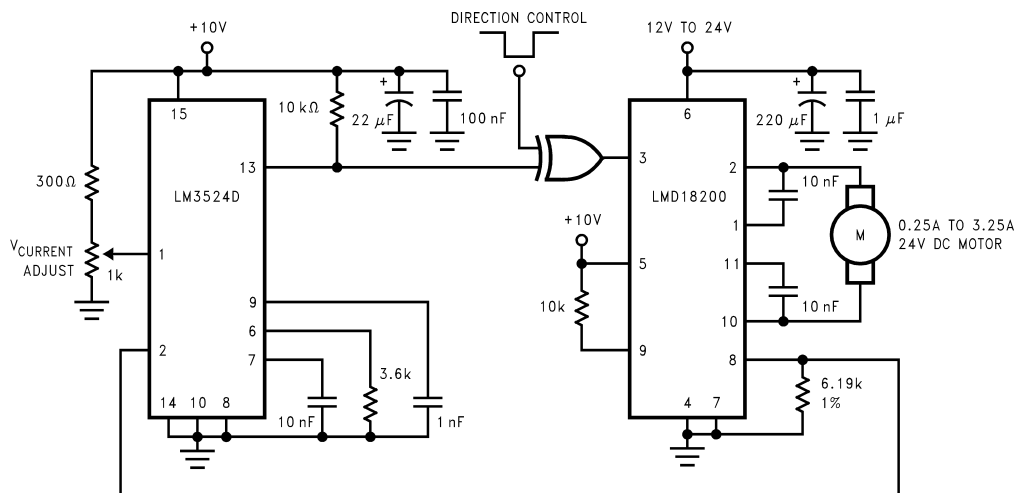 DIRECTION CONTROL
+10V
12V TO 24V
15
10 kΩ
+
22 μF
100 nF
6
+
220 μF
1 μF
13
3
2
10 nF
300Ω
LM3524D
LMD18200
+10V
1
M
0.25A TO 3.25A
24V DC MOTOR
VCURRENT
ADJUST
1k
1
5
11
9
10k
10 nF
6
10
2
7
9
8
3.6k
6.19k
1%
14
10
8
10 nF
1 nF
4
7